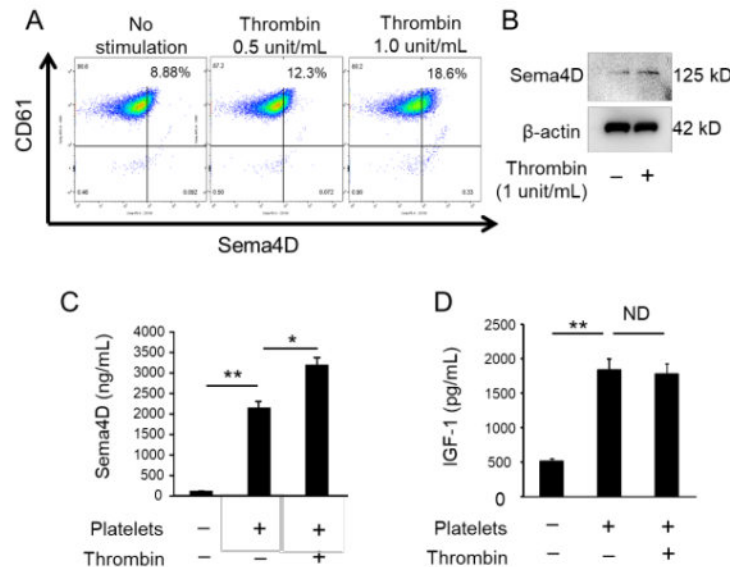 A
No
stimulation
Thrombin
0.5 unit/mL
Thrombin
1.0 unit/mL
CD61
8.88%
12.3%
18.6%
0.33
Sema4D
B
Sema4D
125 kD
β-actin
42 kD
Thrombin
(1 unit/mL)
– +
C
Sema4D (ng/mL)
4000
3500
3000
2500
2000
1500
1000
500
0
**
*
Platelets – + +
Thrombin – +
D
IGF-1 (pg/mL)
2500
2000
1500
1000
500
0
**
ND
Platelets – + +
Thrombin – +